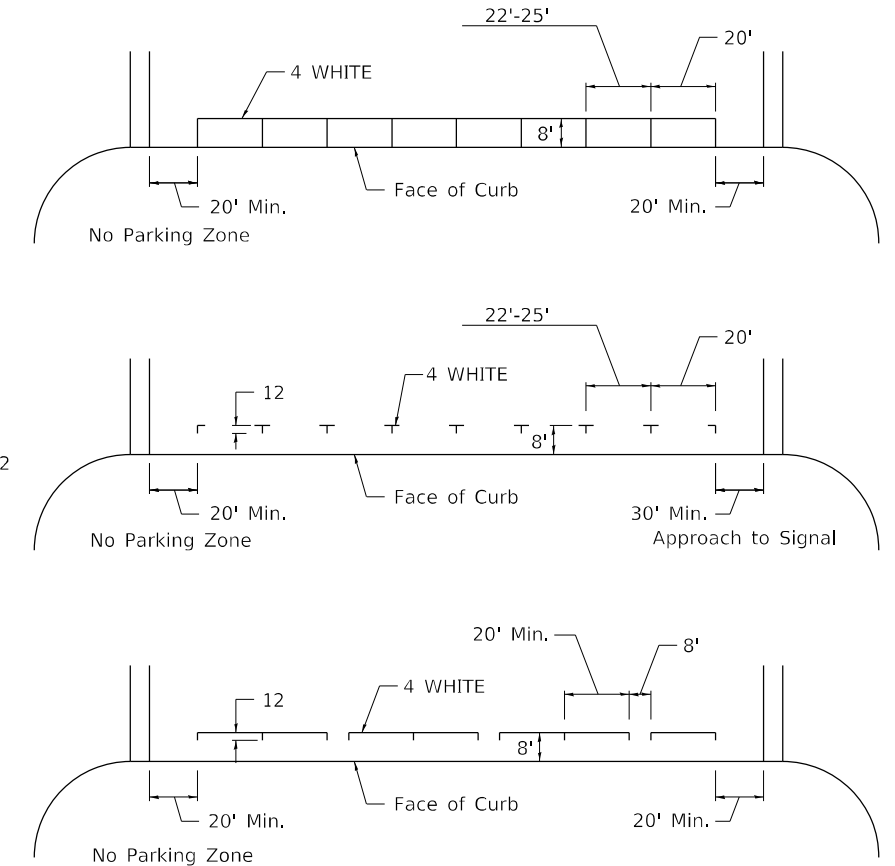 22'-25'
20'
4 WHITE
8'
Face of Curb
20' Min.
20' Min.
No Parking Zone
22'-25'
20'
12
4 WHITE
8'
2
Face of Curb
20' Min.
30' Min.
No Parking Zone
Approach to Signal
20' Min.
8'
12
4 WHITE
8'
Face of Curb
20' Min.
20' Min.
No Parking Zone